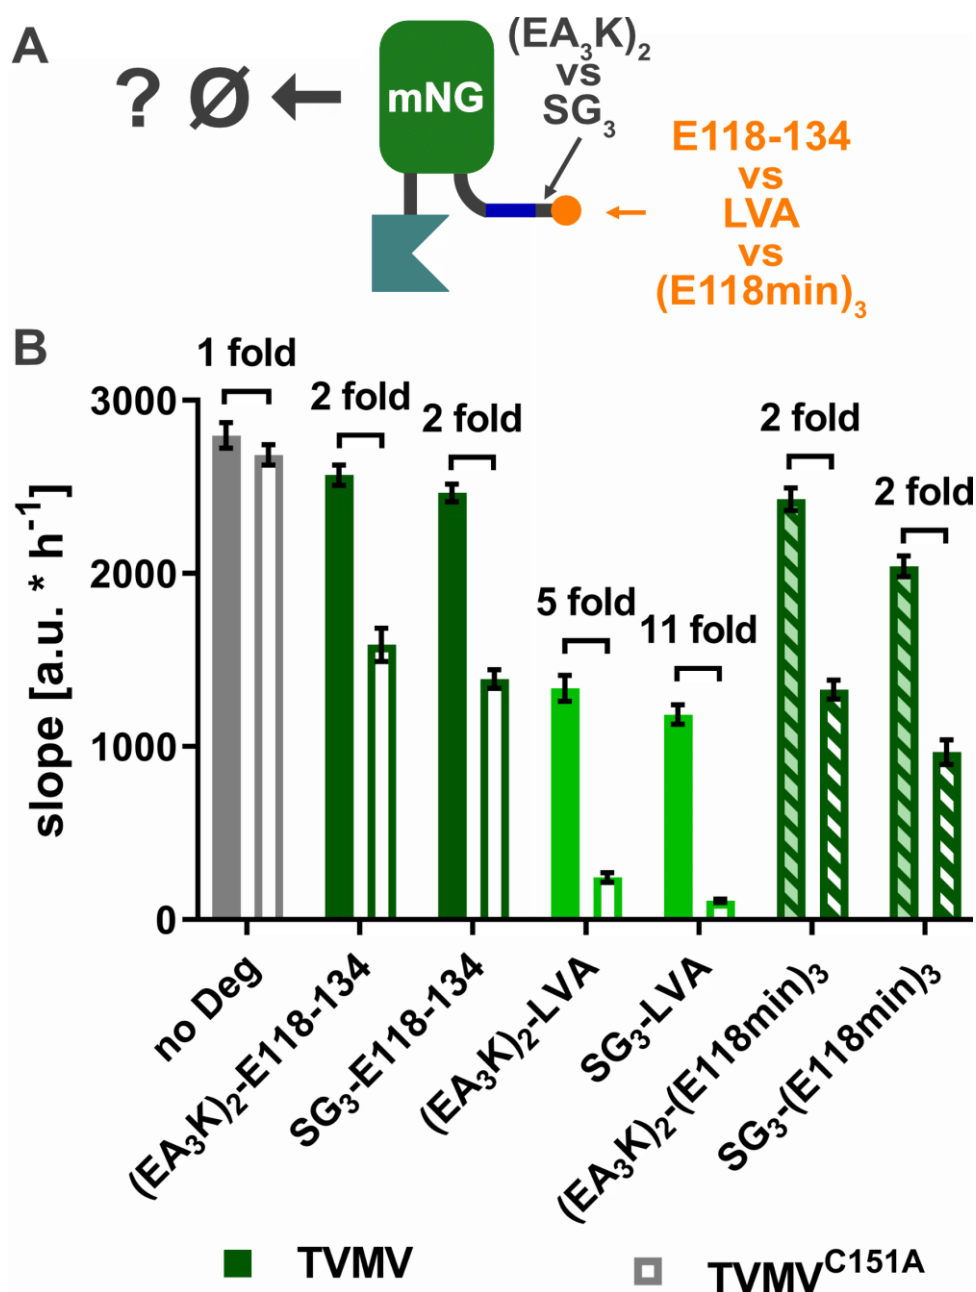 A
(EA₃K)₂
vs
SG₃
? Ø
mNG
E118-134
vs
LVA
vs
(E118min)₃
B
1 fold
2 fold
2 fold
5 fold
11 fold
2 fold
2 fold
slope [a.u. * h⁻¹]
3000
2000
1000
0
no Deg
(EA₃K)₂-E118-134
SG₃-E118-134
(EA₃K)₂-LVA
SG₃-LVA
(EA₃K)₂-(E118min)₃
SG₃-(E118min)₃
TVMV
TVMVᶜ¹⁵¹ᴬ